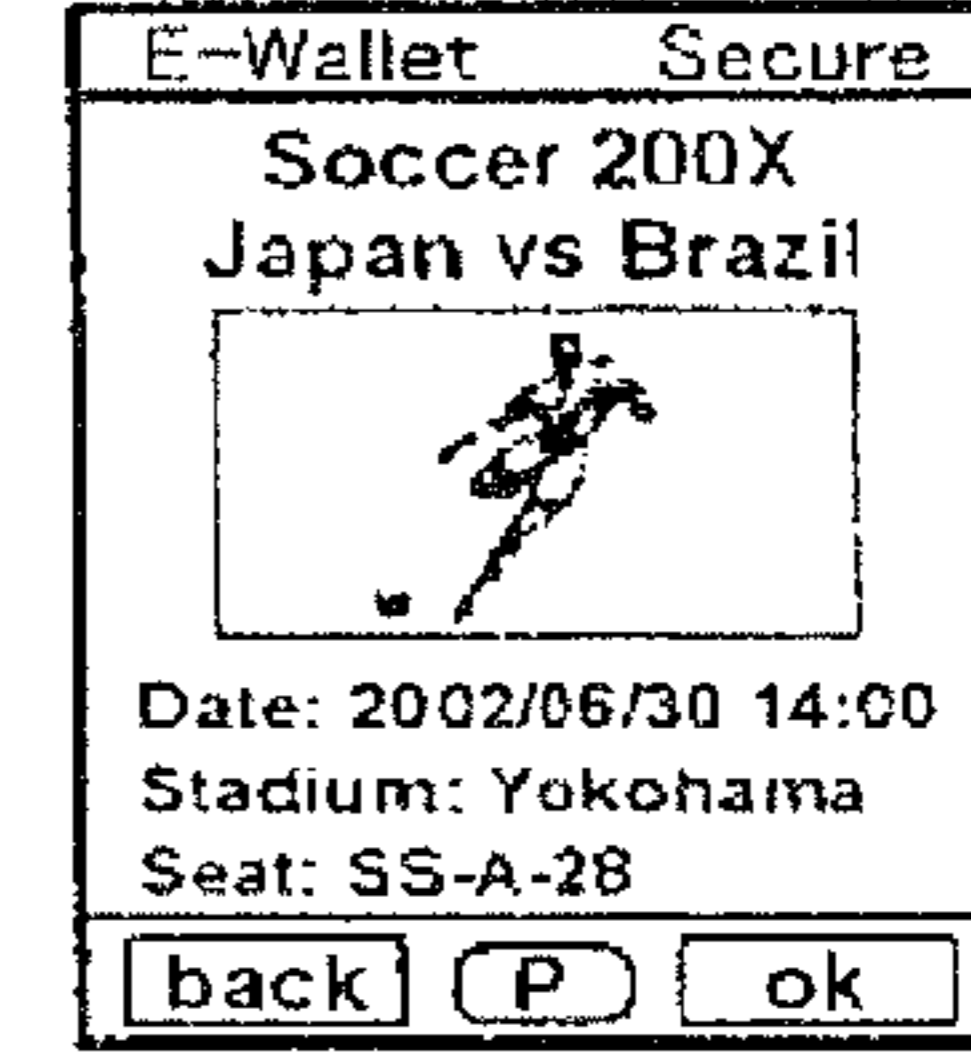 E-Wallet Secure
Soccer 200X
Japan vs Brazil
Date: 2002/06/30 14:00
Stadium: Yokohama
Seat: SS-A-28
back P ok